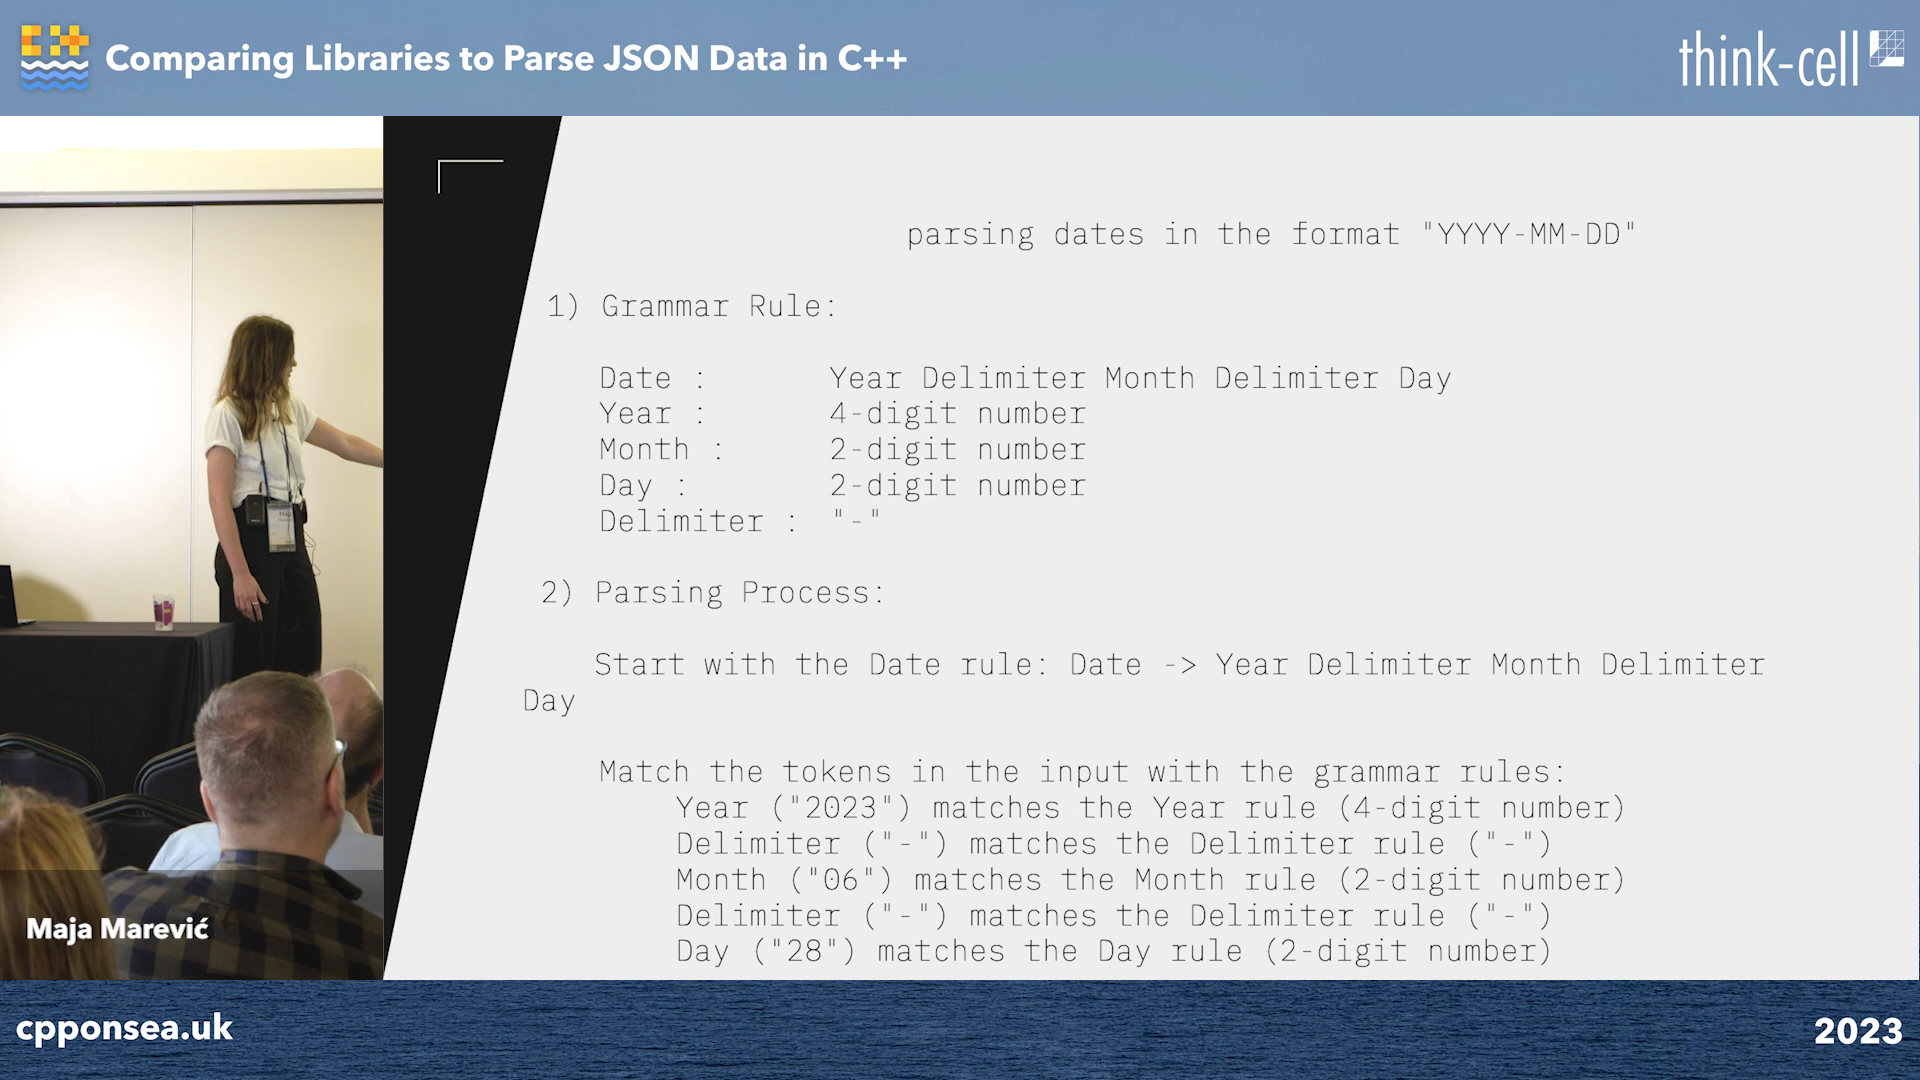 Comparing Libraries to Parse JSON Data in C++
think-cell
parsing dates in the format "YYYY-MM-DD"
1) Grammar Rule:
Date : Year Delimiter Month Delimiter Day
Year : 4-digit number
Month : 2-digit number
Day : 2-digit number
Delimiter : "-"
2) Parsing Process:
Start with the Date rule: Date -> Year Delimiter Month Delimiter
Day
Match the tokens in the input with the grammar rules:
Year ("2023") matches the Year rule (4-digit number)
Delimiter ("-") matches the Delimiter rule ("-")
Month ("06") matches the Month rule (2-digit number)
Delimiter ("-") matches the Delimiter rule ("-")
Day ("28") matches the Day rule (2-digit number)
Maja Marević
cpponsea.uk
2023